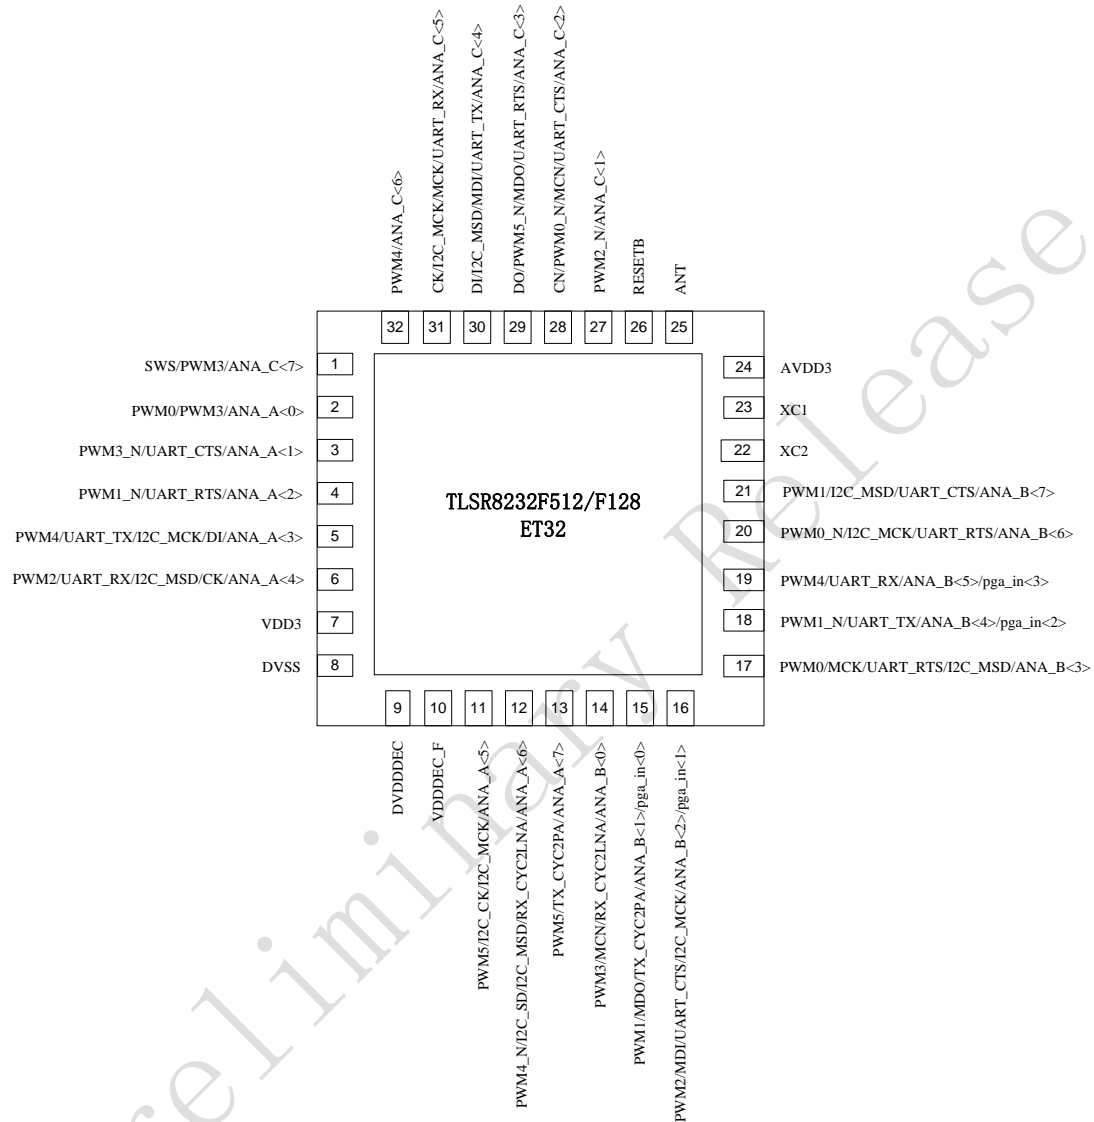 PWM4/ANA_C<6>
CK/I2C_MCK/MCK/UART_RX/ANA_C<5>
DI/I2C_MSD/MDI/UART_TX/ANA_C<4>
DO/PWM5_N/MDO/UART_RTS/ANA_C<3>
CN/PWM0_N/MCN/UART_CTS/ANA_C<2>
PWM2_N/ANA_C<1>
RESETB
ANT
32
31
30
29
28
27
26
25
SWS/PWM3/ANA_C<7>
1
PWM0/PWM3/ANA_A<0>
2
PWM3_N/UART_CTS/ANA_A<1>
3
PWM1_N/UART_RTS/ANA_A<2>
4
PWM4/UART_TX/I2C_MCK/DI/ANA_A<3>
5
PWM2/UART_RX/I2C_MSD/CK/ANA_A<4>
6
VDD3
7
DVSS
8
TLSR8232F512/F128
ET32
24
AVDD3
23
XC1
22
XC2
21
PWM1/I2C_MSD/UART_CTS/ANA_B<7>
20
PWM0_N/I2C_MCK/UART_RTS/ANA_B<6>
19
PWM4/UART_RX/ANA_B<5>/pga_in<3>
18
PWM1_N/UART_TX/ANA_B<4>/pga_in<2>
17
PWM0/MCK/UART_RTS/I2C_MSD/ANA_B<3>
9
10
11
12
13
14
15
16
DVDDDEC
VDDDEC_F
PWM5/I2C_CK/I2C_MCK/ANA_A<5>
PWM4_N/I2C_SD/I2C_MSD/RX_CYC2LNA/ANA_A<6>
PWM5/TX_CYC2PA/ANA_A<7>
PWM3/MCN/RX_CYC2LNA/ANA_B<0>
PWM1/MDO/TX_CYC2PA/ANA_B<1>/pga_in<0>
PWM2/MDI/UART_CTS/I2C_MCK/ANA_B<2>/pga_in<1>
reliminary Release